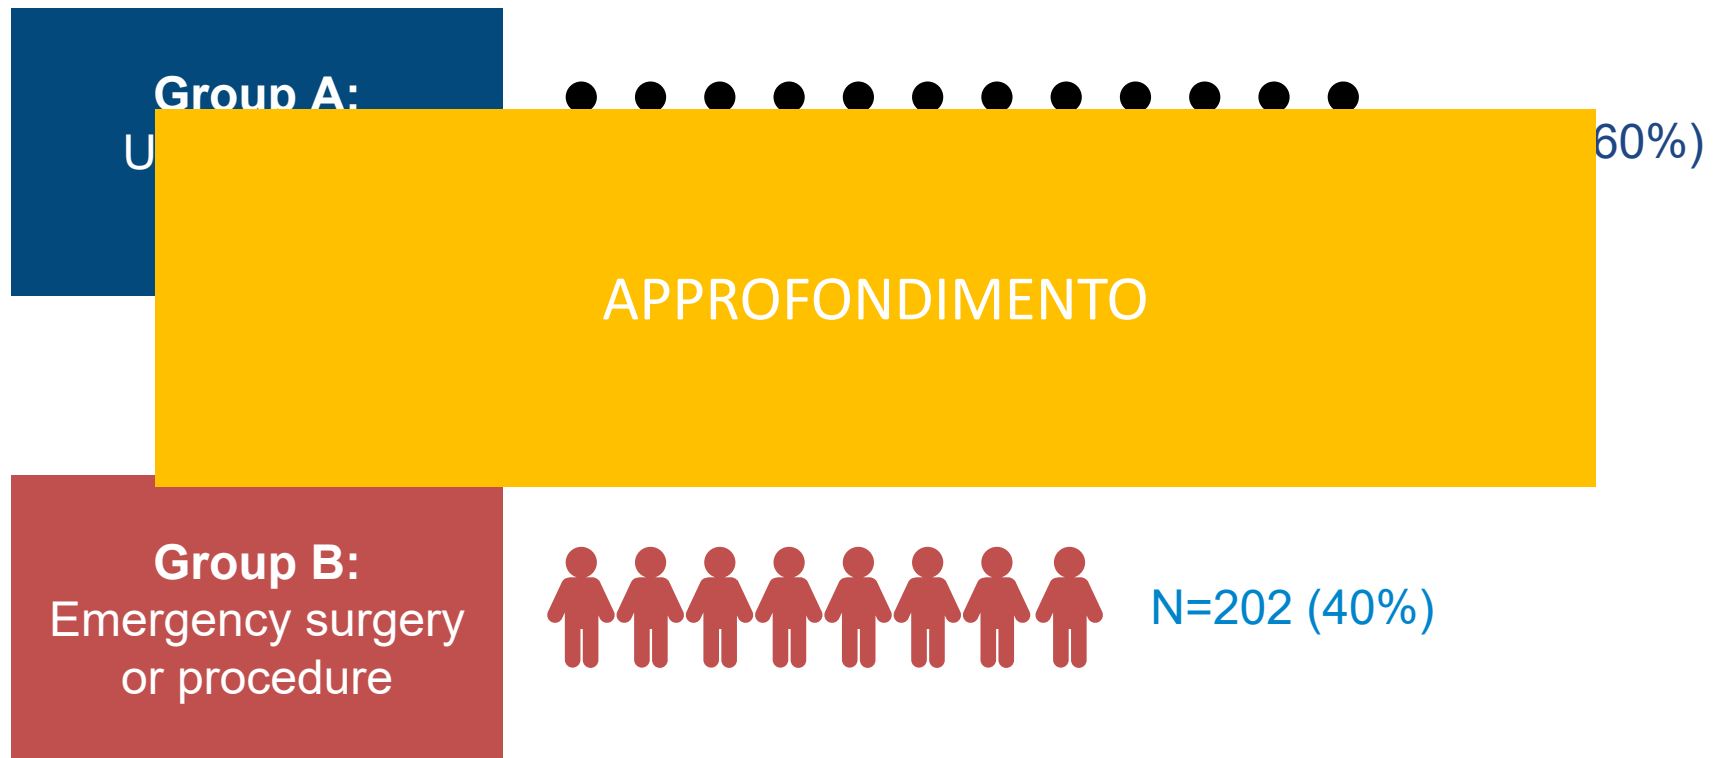 Group A:
60%)
APPROFONDIMENTO
Group B:
Emergency surgery
or procedure
N=202 (40%)